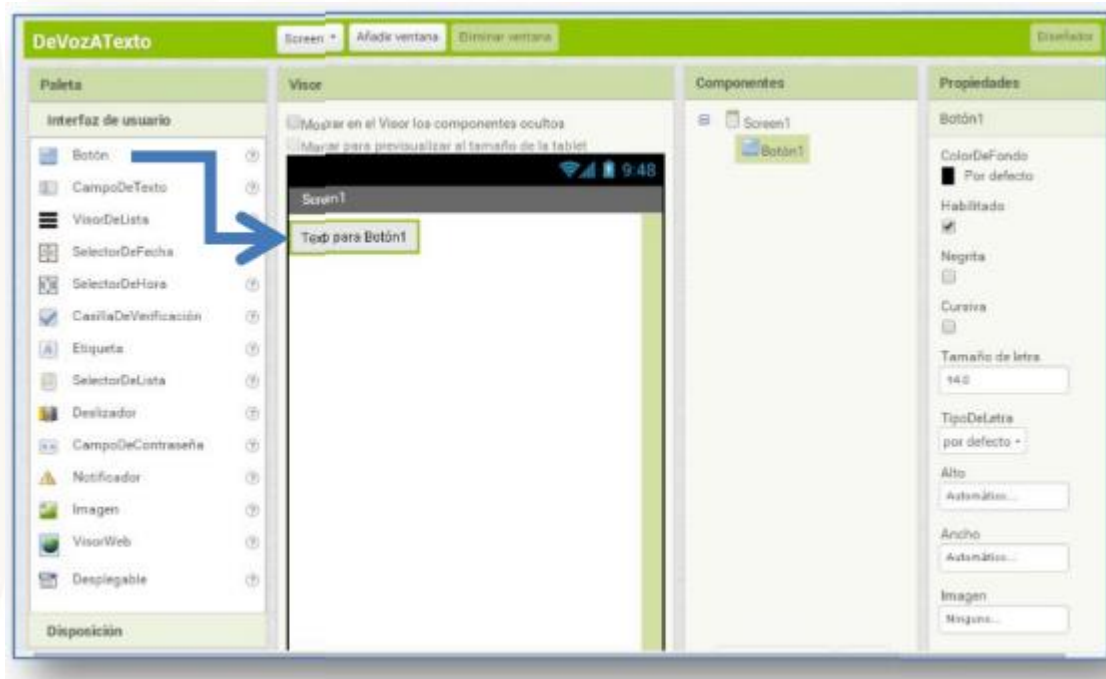 DeVozATexto
Screen
Añadir ventana
Eliminar ventana
Diseñador
Paleta
Interfaz de usuario
Botón
CampoDeTexto
VisorDeLista
SelectorDeFecha
SelectorDeHora
CasillaDeVerificación
Etiqueta
SelectorDeLista
Deslizador
CampoDeContraseña
Notificador
Imagen
VisorWeb
Desplegable
Disposición
Visor
Mostrar en el Visor los componentes ocultos
Marcar para previsualizar al tamaño de la tablet
9:48
Screen1
Text para Botón1
Componentes
Screen1
Botón1
Propiedades
Botón1
ColorDeFondo
Por defecto
Habilitado
Negrita
Cursiva
Tamaño de letra
14.0
TipoDeLetra
por defecto
Alto
Automático...
Ancho
Automático...
Imagen
Ninguno...